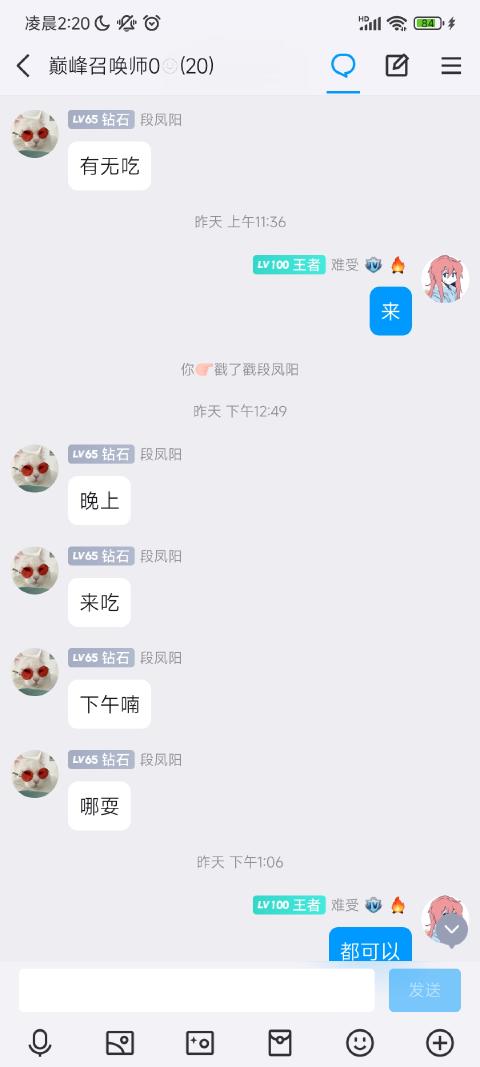 凌晨2:20
HD
84
巅峰召唤师0(20)
LV65 钻石 段凤阳
有无吃
昨天 上午11:36
LV100 王者 难受
来
你戳了戳段凤阳
昨天 下午12:49
LV65 钻石 段凤阳
晚上
LV65 钻石 段凤阳
来吃
LV65 钻石 段凤阳
下午喃
LV65 钻石 段凤阳
哪耍
昨天 下午1:06
LV100 王者 难受
都可以
发送